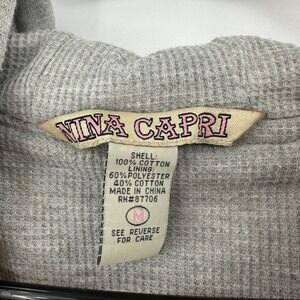 NINA CAPRI
SHELL:
100% COTTON
LINING:
60% POLYESTER
40% COTTON
MADE IN CHINA
RN#87706
M
SEE REVERSE
FOR CARE